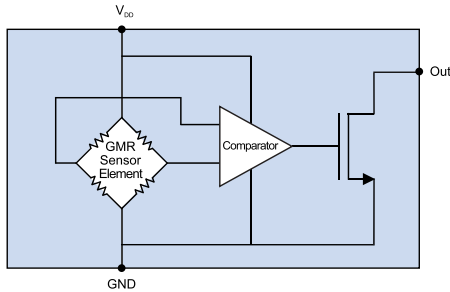 VDD
Out
GMR
Sensor
Element
Comparator
GND